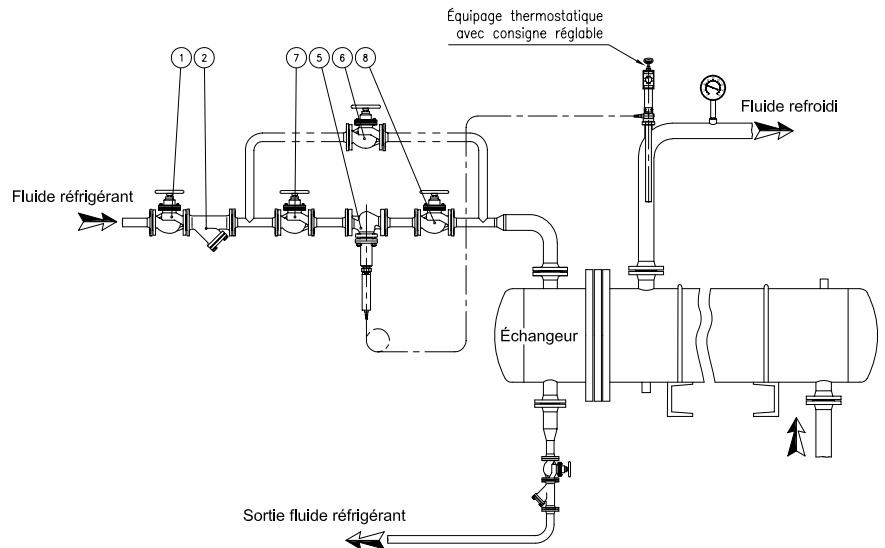 Équipage thermostatique
avec consigne réglable
1 2 7 5 6 8
Fluide refroidi
Fluide réfrigérant
Échangeur
Sortie fluide réfrigérant